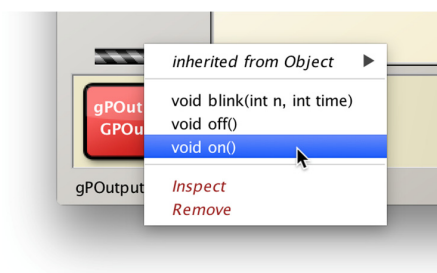 inherited from Object
void blink(int n, int time)
gPOut
void off()
GPOu
void on()
gPOutput
Inspect
Remove